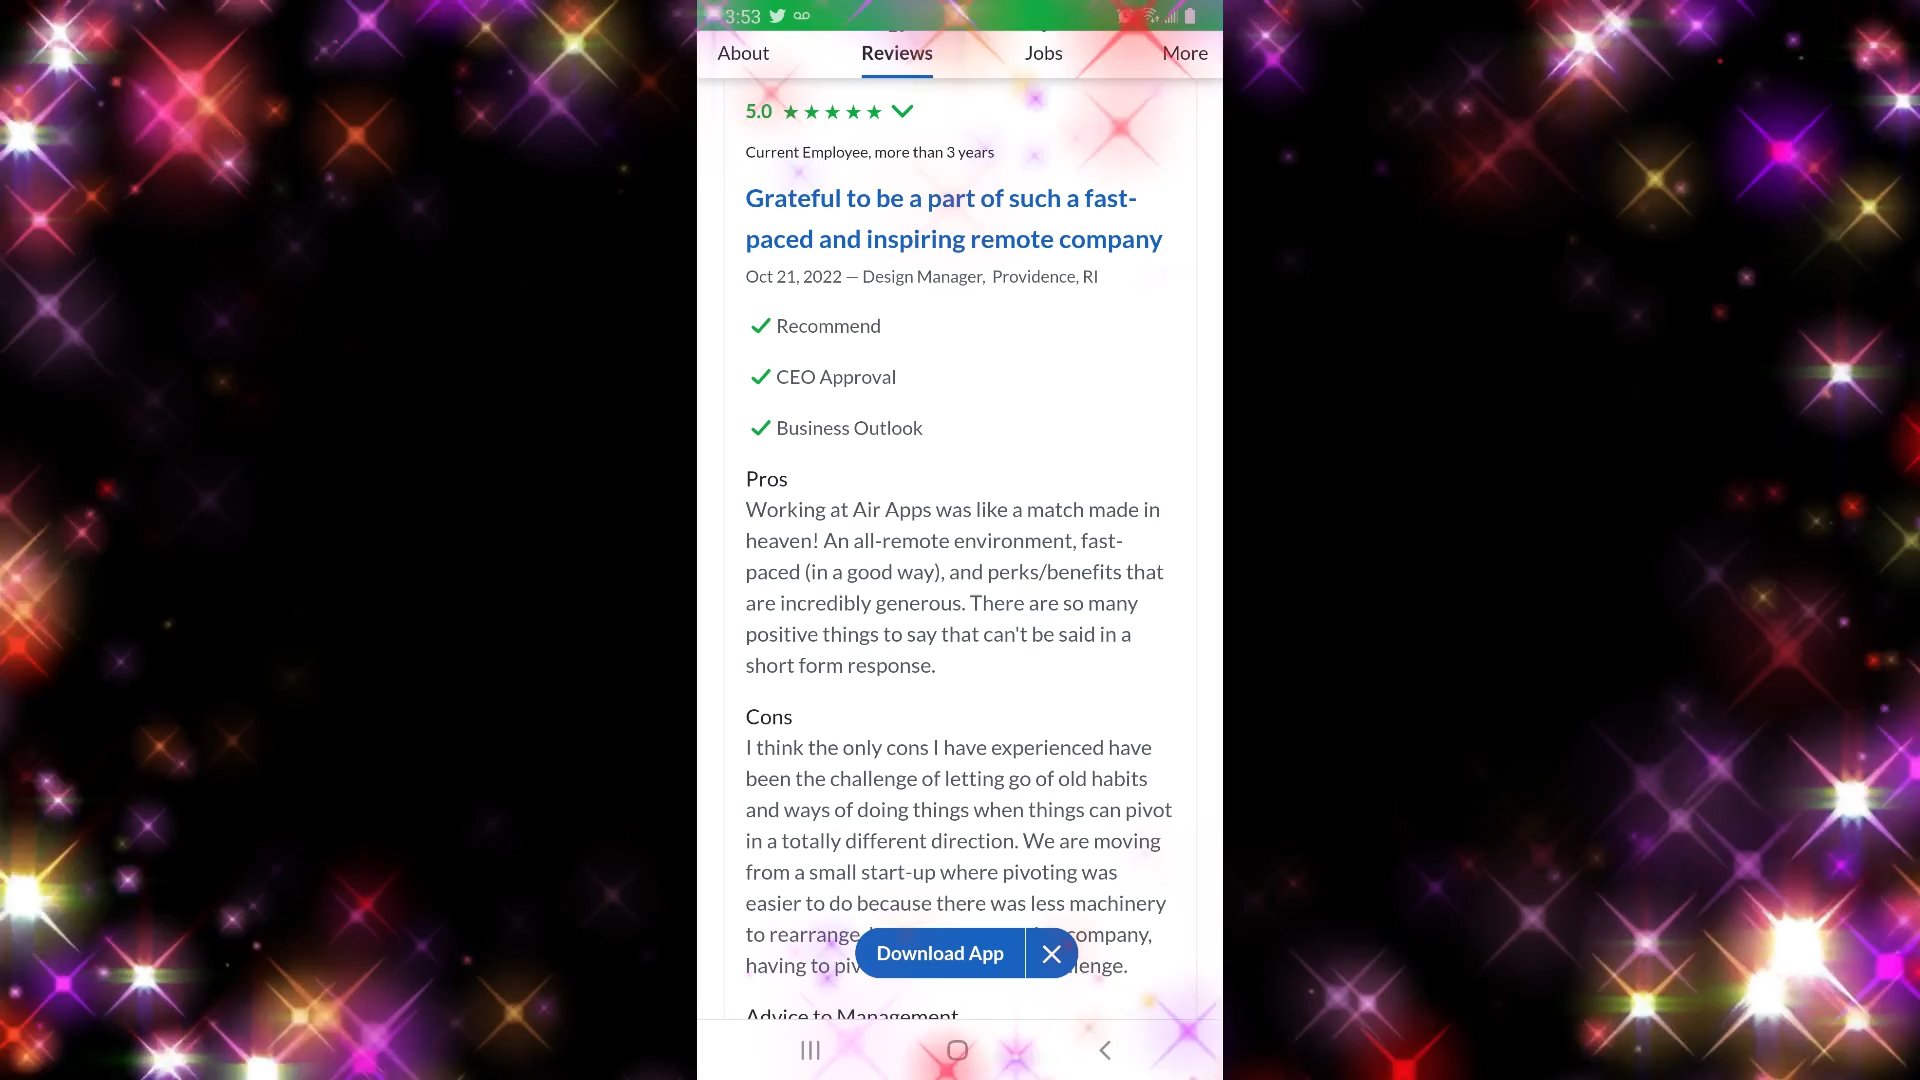 3:53
About Reviews Jobs More
5.0
Current Employee, more than 3 years
Grateful to be a part of such a fast-
paced and inspiring remote company
Oct 21, 2022 — Design Manager, Providence, RI
Recommend
CEO Approval
Business Outlook
Pros
Working at Air Apps was like a match made in
heaven! An all-remote environment, fast-
paced (in a good way), and perks/benefits that
are incredibly generous. There are so many
positive things to say that can't be said in a
short form response.
Cons
I think the only cons I have experienced have
been the challenge of letting go of old habits
and ways of doing things when things can pivot
in a totally different direction. We are moving
from a small start-up where pivoting was
easier to do because there was less machinery
to rearrange company,
having to
Download App
Advice to Management